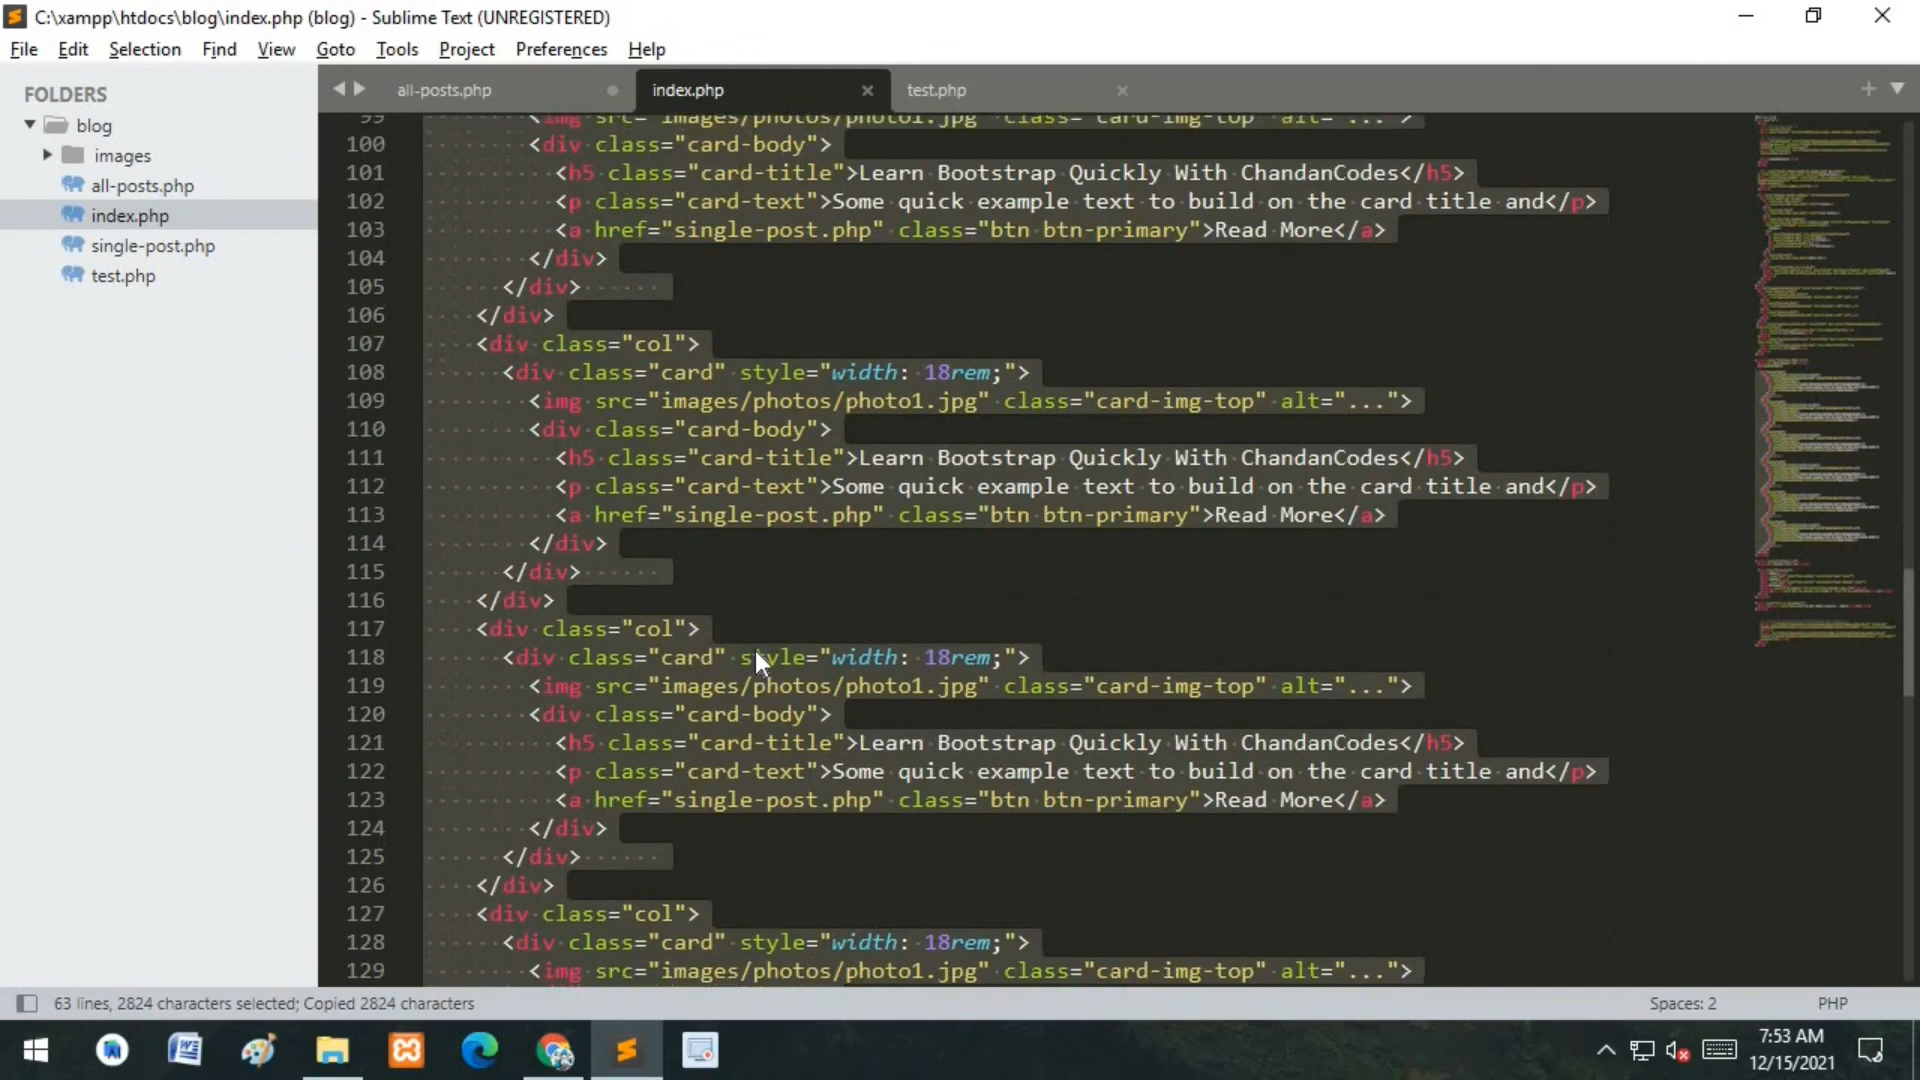 C:\xampp\htdocs\blog\index.php (blog) - Sublime Text (UNREGISTERED)
File Edit Selection Find View Goto Tools Project Preferences Help
FOLDERS
blog
images
all-posts.php
index.php
single-post.php
test.php
all-posts.php index.php test.php
99 <img src="images/photos/photo1.jpg" class="card-img-top" alt="...">
100 <div class="card-body">
101 <h5 class="card-title">Learn Bootstrap Quickly With ChandanCodes</h5>
102 <p class="card-text">Some quick example text to build on the card title and</p>
103 <a href="single-post.php" class="btn btn-primary">Read More</a>
104 </div>
105 </div>
106 </div>
107 <div class="col">
108 <div class="card" style="width: 18rem;">
109 <img src="images/photos/photo1.jpg" class="card-img-top" alt="...">
110 <div class="card-body">
111 <h5 class="card-title">Learn Bootstrap Quickly With ChandanCodes</h5>
112 <p class="card-text">Some quick example text to build on the card title and</p>
113 <a href="single-post.php" class="btn btn-primary">Read More</a>
114 </div>
115 </div>
116 </div>
117 <div class="col">
118 <div class="card" style="width: 18rem;">
119 <img src="images/photos/photo1.jpg" class="card-img-top" alt="...">
120 <div class="card-body">
121 <h5 class="card-title">Learn Bootstrap Quickly With ChandanCodes</h5>
122 <p class="card-text">Some quick example text to build on the card title and</p>
123 <a href="single-post.php" class="btn btn-primary">Read More</a>
124 </div>
125 </div>
126 </div>
127 <div class="col">
128 <div class="card" style="width: 18rem;">
129 <img src="images/photos/photo1.jpg" class="card-img-top" alt="...">
63 lines, 2824 characters selected; Copied 2824 characters Spaces: 2 PHP
7:53 AM
12/15/2021